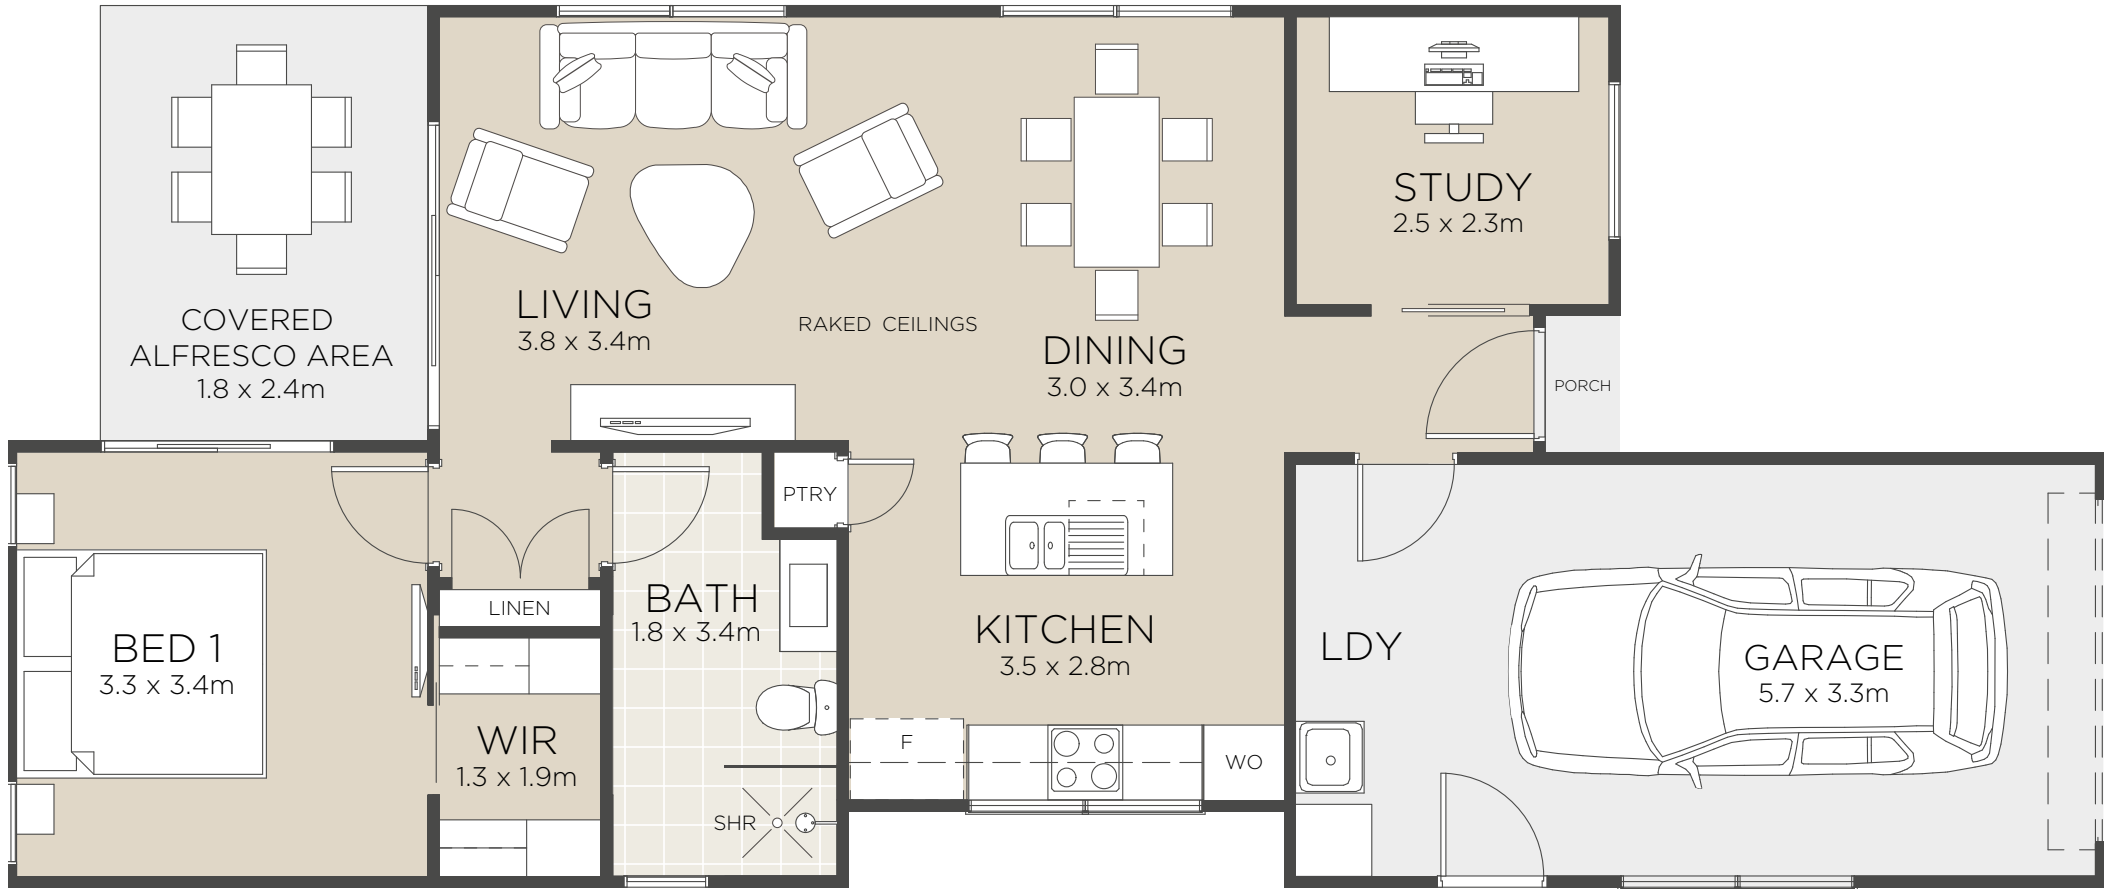 STUDY
2.5 x 2.3m
LIVING
3.8 x 3.4m
RAKED CEILINGS
COVERED
ALFRESCO AREA
1.8 x 2.4m
DINING
3.0 x 3.4m
PORCH
PTRY
LINEN
BATH
1.8 x 3.4m
BED 1
3.3 x 3.4m
KITCHEN
3.5 x 2.8m
LDY
GARAGE
5.7 x 3.3m
WIR
1.3 x 1.9m
F
WO
SHR